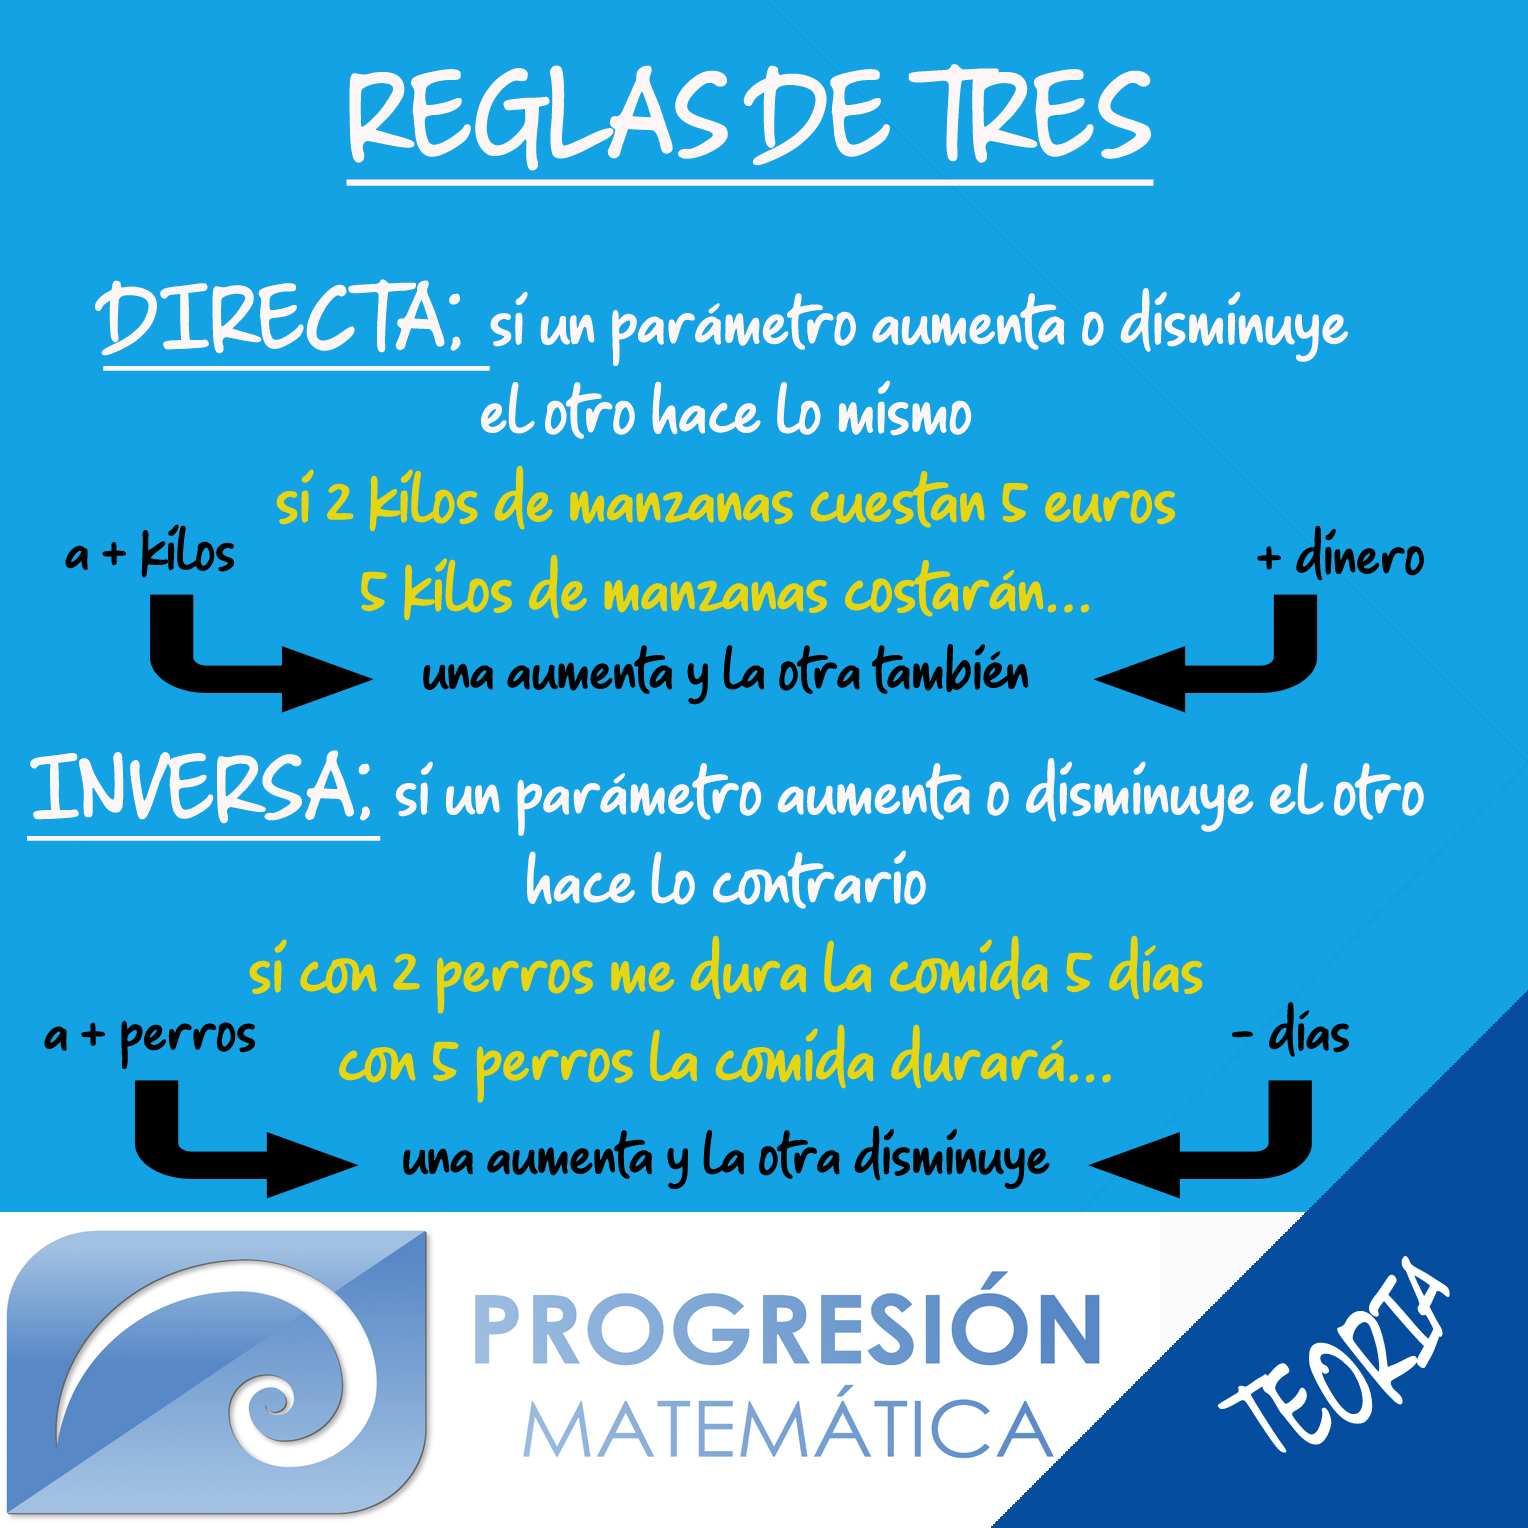 REGLAS DE TRES
DIRECTA: si un parámetro aumenta o disminuye
el otro hace lo mismo
si 2 kilos de manzanas cuestan 5 euros
a + kilos
+ dinero
5 kilos de manzanas costarán...
una aumenta y la otra también
INVERSA: si un parámetro aumenta o disminuye el otro
hace lo contrario
si con 2 perros me dura la comida 5 días
a + perros
- días
con 5 perros la comida durará...
una aumenta y la otra disminuye
PROGRESIÓN
MATEMÁTICA
TEORIA